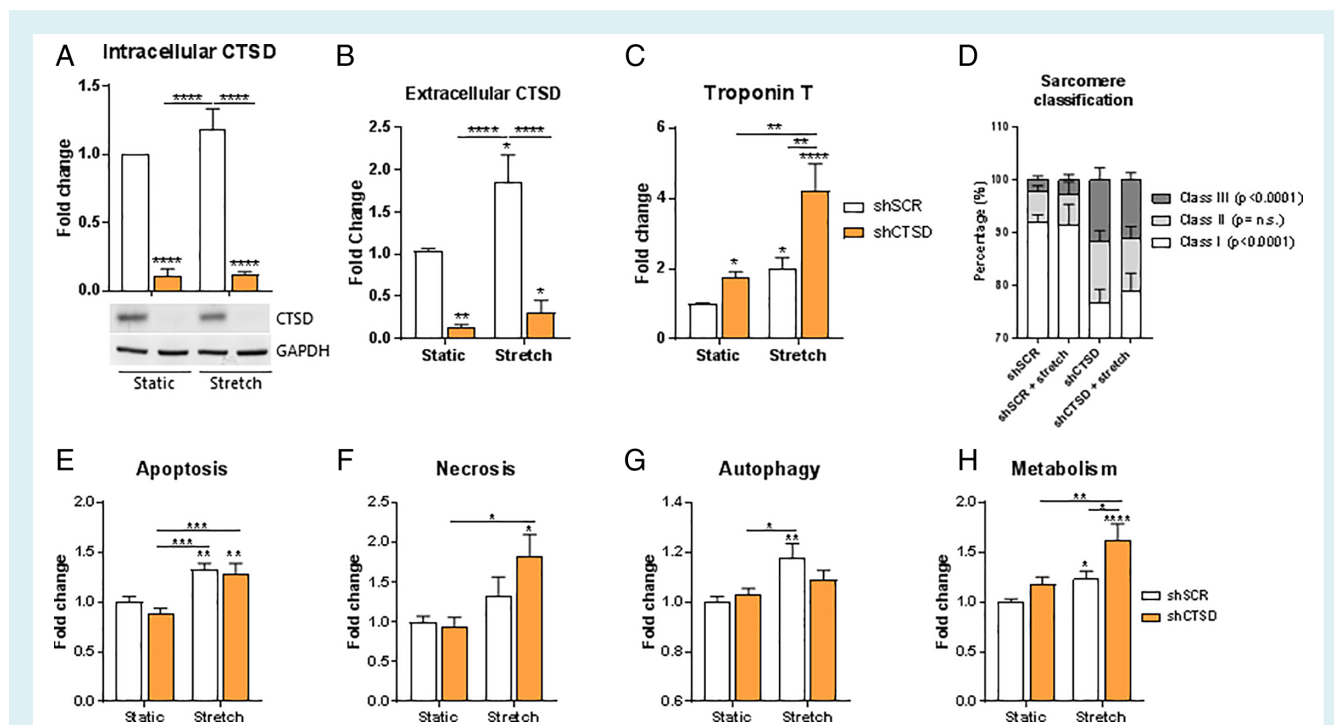 A
Intracellular CTSD
Fold change
1.5
1.0
0.5
0.0
****
****
****
****
CTSD
GAPDH
Static
Stretch
B
Extracellular CTSD
Fold Change
2.5
2.0
1.5
1.0
0.5
0.0
****
****
*
**
*
Static
Stretch
C
Troponin T
Fold change
6
4
2
0
**
**
****
*
*
Static
Stretch
shSCR
shCTSD
D
Sarcomere
classification
Percentage (%)
110
100
90
80
70
Class III (p<0.0001)
Class II (p= n.s.)
Class I (p<0.0001)
shSCR
shSCR + stretch
shCTSD
shCTSD + stretch
E
Apoptosis
Fold change
2.0
1.5
1.0
0.5
0.0
***
***
**
**
Static
Stretch
F
Necrosis
Fold change
2.5
2.0
1.5
1.0
0.5
0.0
*
*
Static
Stretch
G
Autophagy
Fold change
1.4
1.2
1.0
0.8
0.6
*
**
Static
Stretch
H
Metabolism
Fold change
2.0
1.5
1.0
0.5
0.0
**
*
****
*
Static
Stretch
shSCR
shCTSD